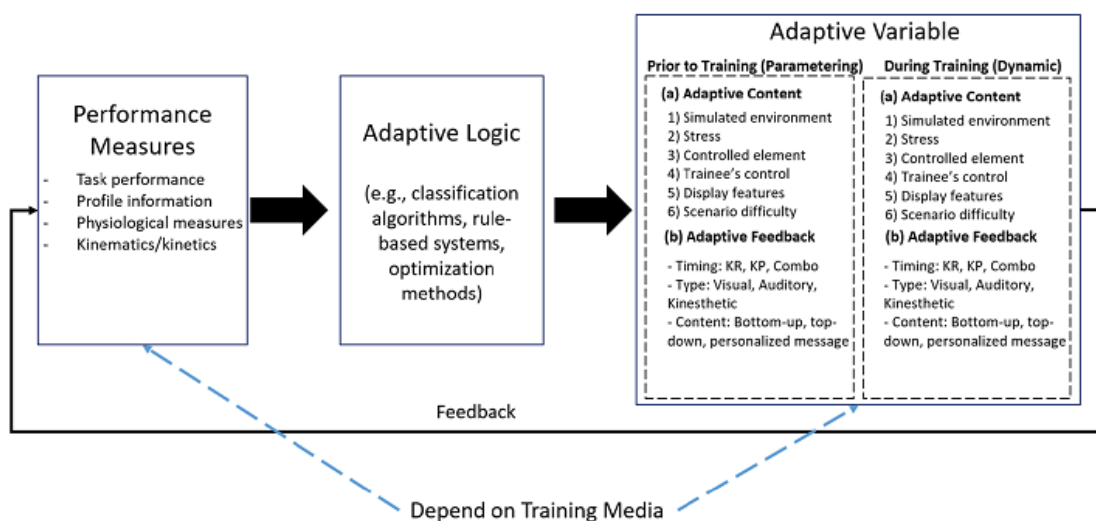 Performance
Measures
- Task performance
- Profile information
- Physiological measures
- Kinematics/kinetics
Adaptive Logic
(e.g., classification
algorithms, rule-
based systems,
optimization
methods)
Adaptive Variable
Prior to Training (Parametering)
(a) Adaptive Content
1) Simulated environment
2) Stress
3) Controlled element
4) Trainee's control
5) Display features
6) Scenario difficulty
(b) Adaptive Feedback
- Timing: KR, KP, Combo
- Type: Visual, Auditory,
Kinesthetic
- Content: Bottom-up, top-
down, personalized message
During Training (Dynamic)
(a) Adaptive Content
1) Simulated environment
2) Stress
3) Controlled element
4) Trainee's control
5) Display features
6) Scenario difficulty
(b) Adaptive Feedback
- Timing: KR, KP, Combo
- Type: Visual, Auditory,
Kinesthetic
- Content: Bottom-up, top-
down, personalized message
Feedback
Depend on Training Media